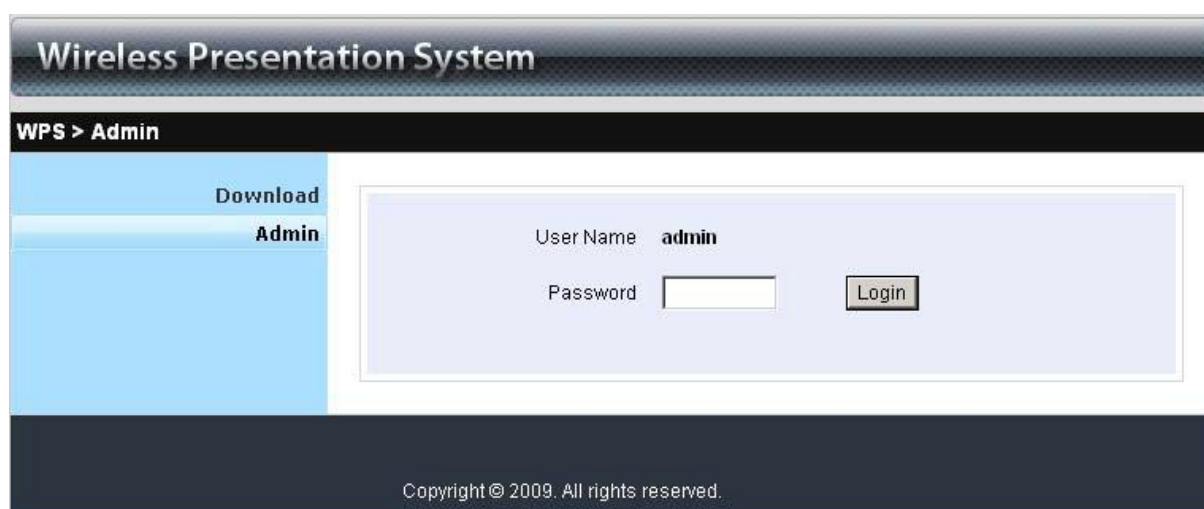 Wireless Presentation System
WPS > Admin
Download
Admin
User Name admin
Password
Login
Copyright © 2009. All rights reserved.